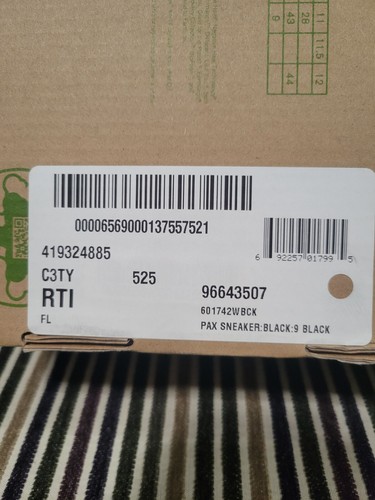 11 11.5 12
28
43 44
9
00006569000137557521
419324885
6 92257 01799 5
C3TY 525
RTI 96643507
FL 601742WBCK
PAX SNEAKER:BLACK:9 BLACK